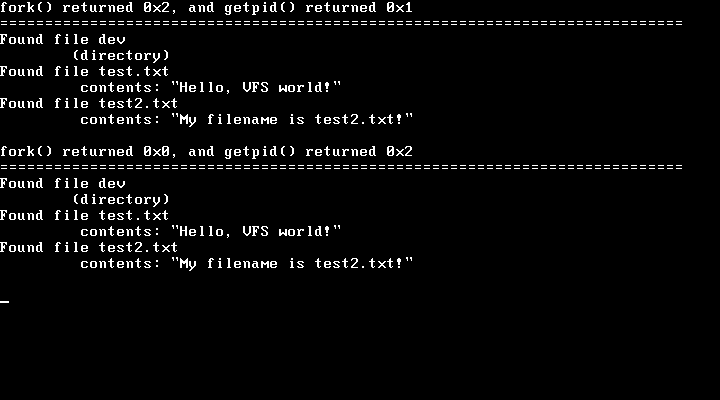 fork() returned 0x2, and getpid() returned 0x1
============================================================================
Found file dev
(directory)
Found file test.txt
contents: "Hello, VFS world!"
Found file test2.txt
contents: "My filename is test2.txt!"
fork() returned 0x0, and getpid() returned 0x2
============================================================================
Found file dev
(directory)
Found file test.txt
contents: "Hello, VFS world!"
Found file test2.txt
contents: "My filename is test2.txt!"
_